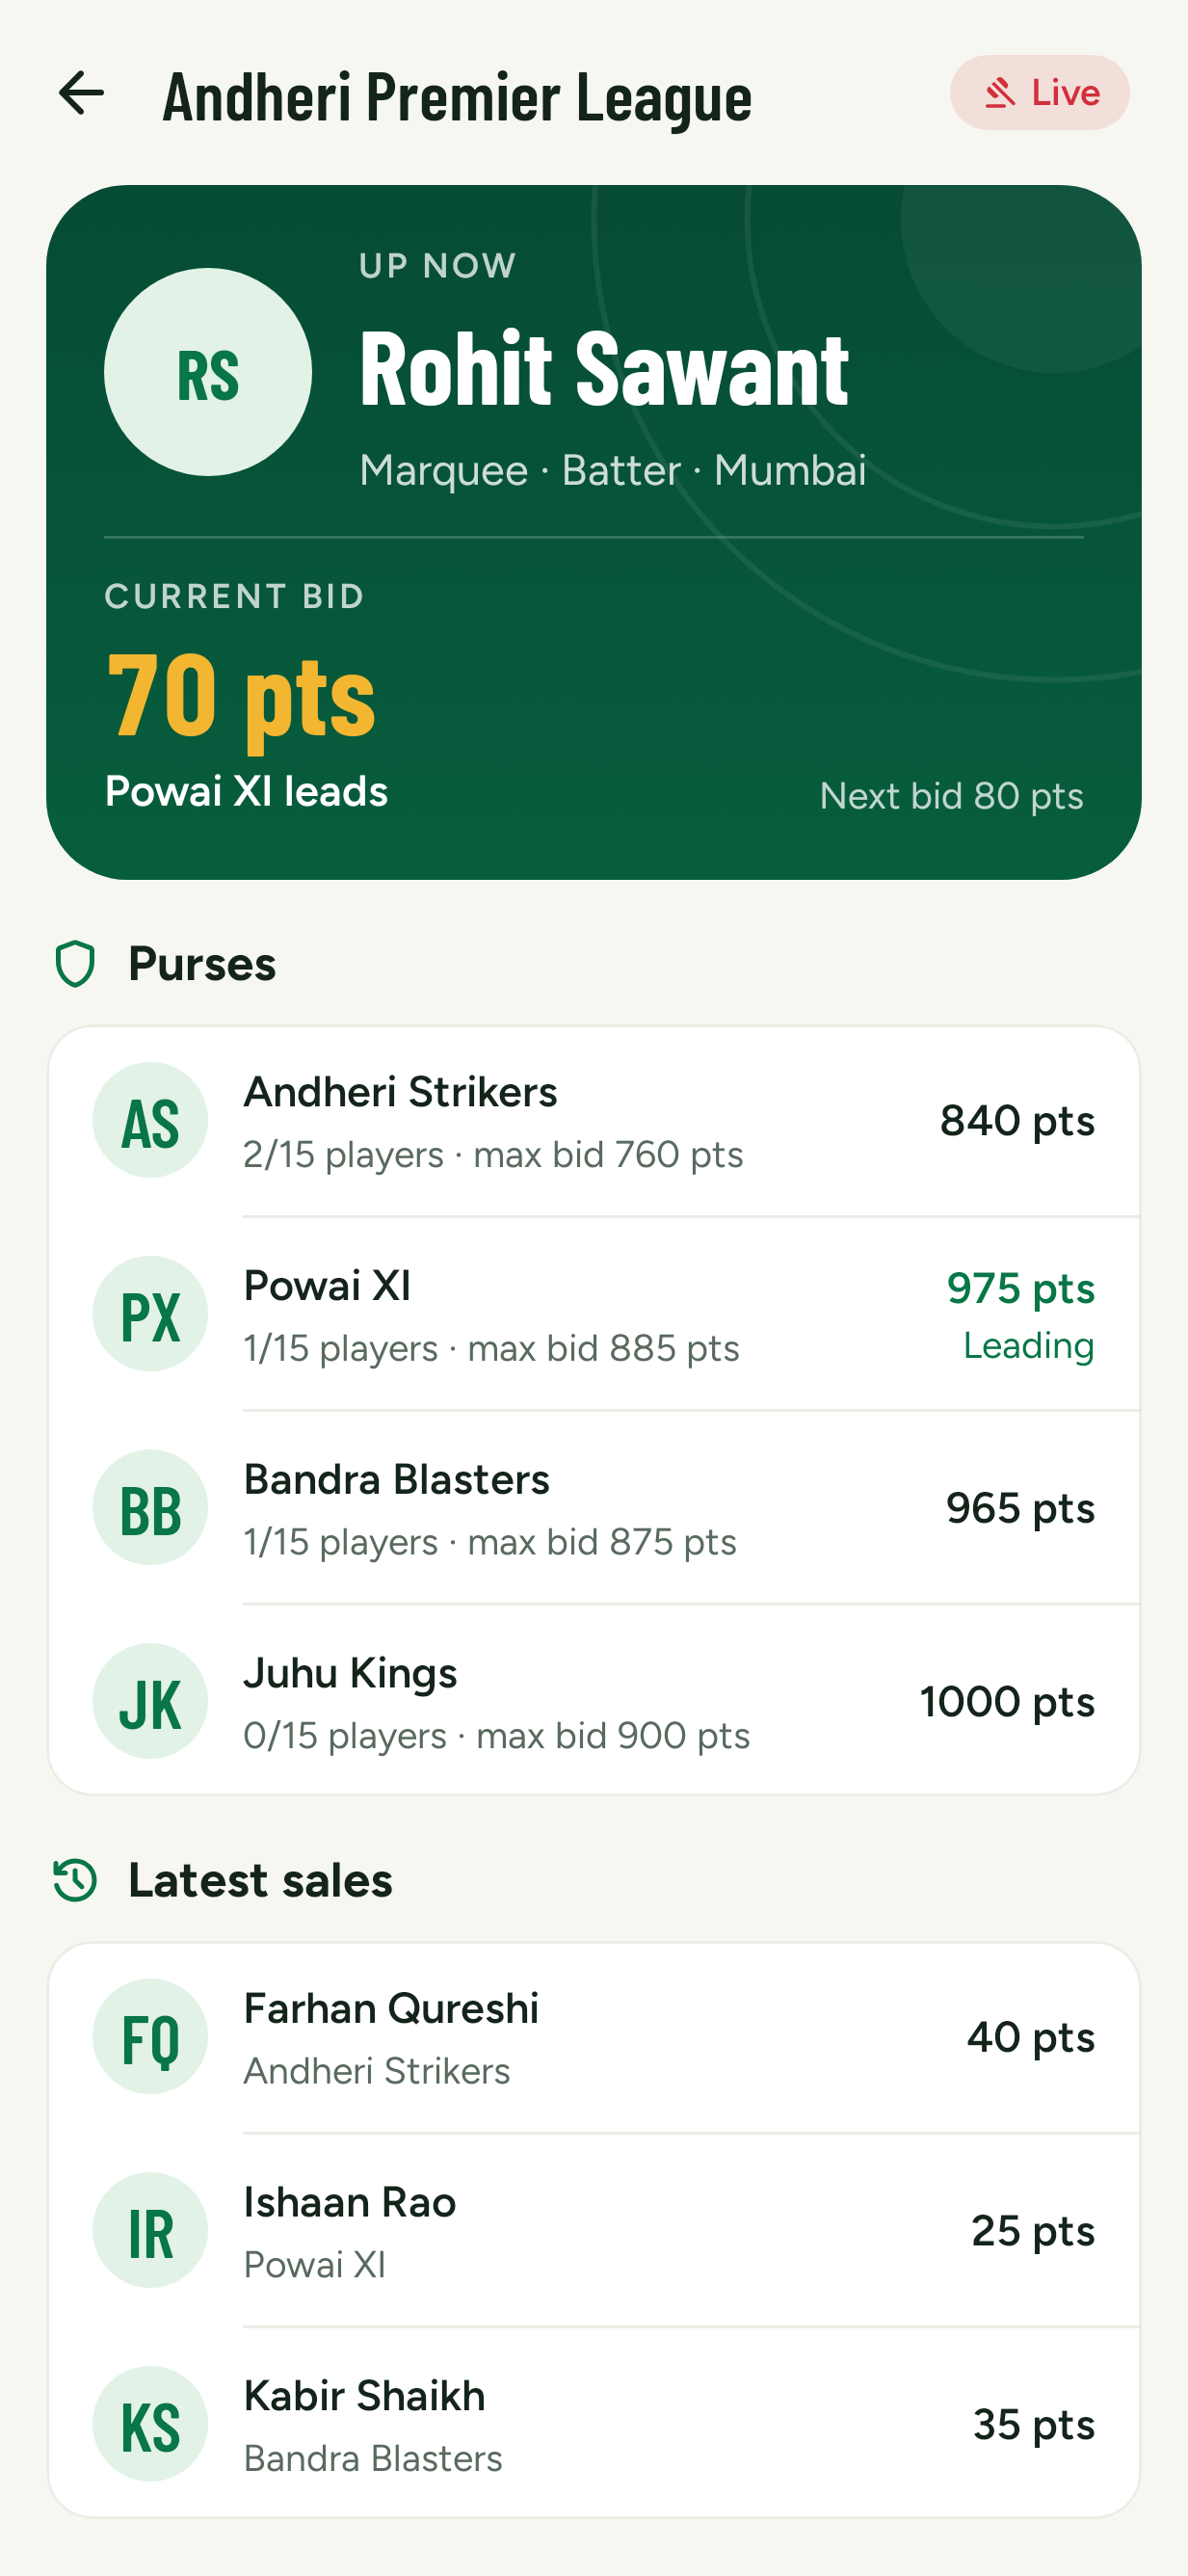 Andheri Premier League
Live
UP NOW
RS
Rohit Sawant
Marquee · Batter · Mumbai
CURRENT BID
70 pts
Powai XI leads
Next bid 80 pts
Purses
AS
Andheri Strikers
2/15 players · max bid 760 pts
840 pts
PX
Powai XI
1/15 players · max bid 885 pts
975 pts
Leading
BB
Bandra Blasters
1/15 players · max bid 875 pts
965 pts
JK
Juhu Kings
0/15 players · max bid 900 pts
1000 pts
Latest sales
FQ
Farhan Qureshi
Andheri Strikers
40 pts
IR
Ishaan Rao
Powai XI
25 pts
KS
Kabir Shaikh
Bandra Blasters
35 pts